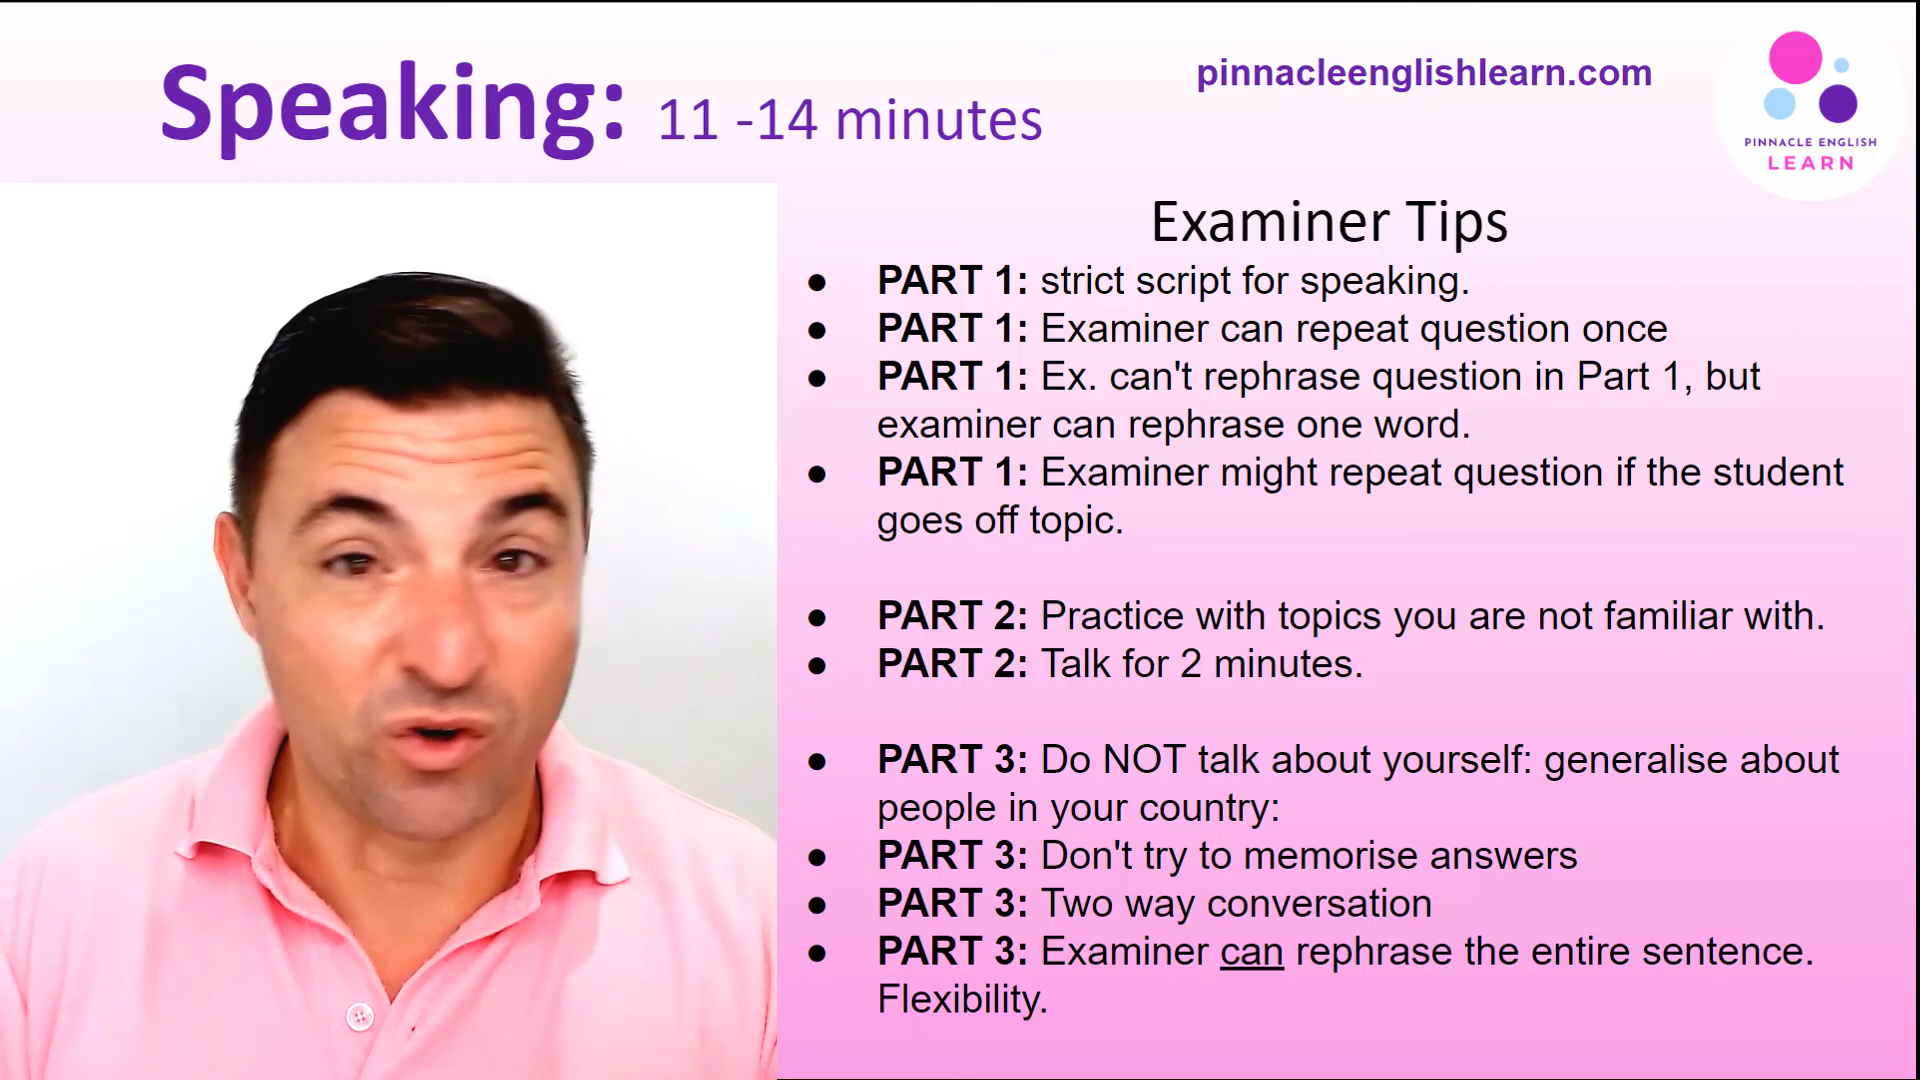 Speaking: 11 -14 minutes
pinnacleenglishlearn.com
PINNACLE ENGLISH
LEARN
Examiner Tips
● PART 1: strict script for speaking.
● PART 1: Examiner can repeat question once
● PART 1: Ex. can't rephrase question in Part 1, but
examiner can rephrase one word.
● PART 1: Examiner might repeat question if the student
goes off topic.
● PART 2: Practice with topics you are not familiar with.
● PART 2: Talk for 2 minutes.
● PART 3: Do NOT talk about yourself: generalise about
people in your country:
● PART 3: Don't try to memorise answers
● PART 3: Two way conversation
● PART 3: Examiner can rephrase the entire sentence.
Flexibility.